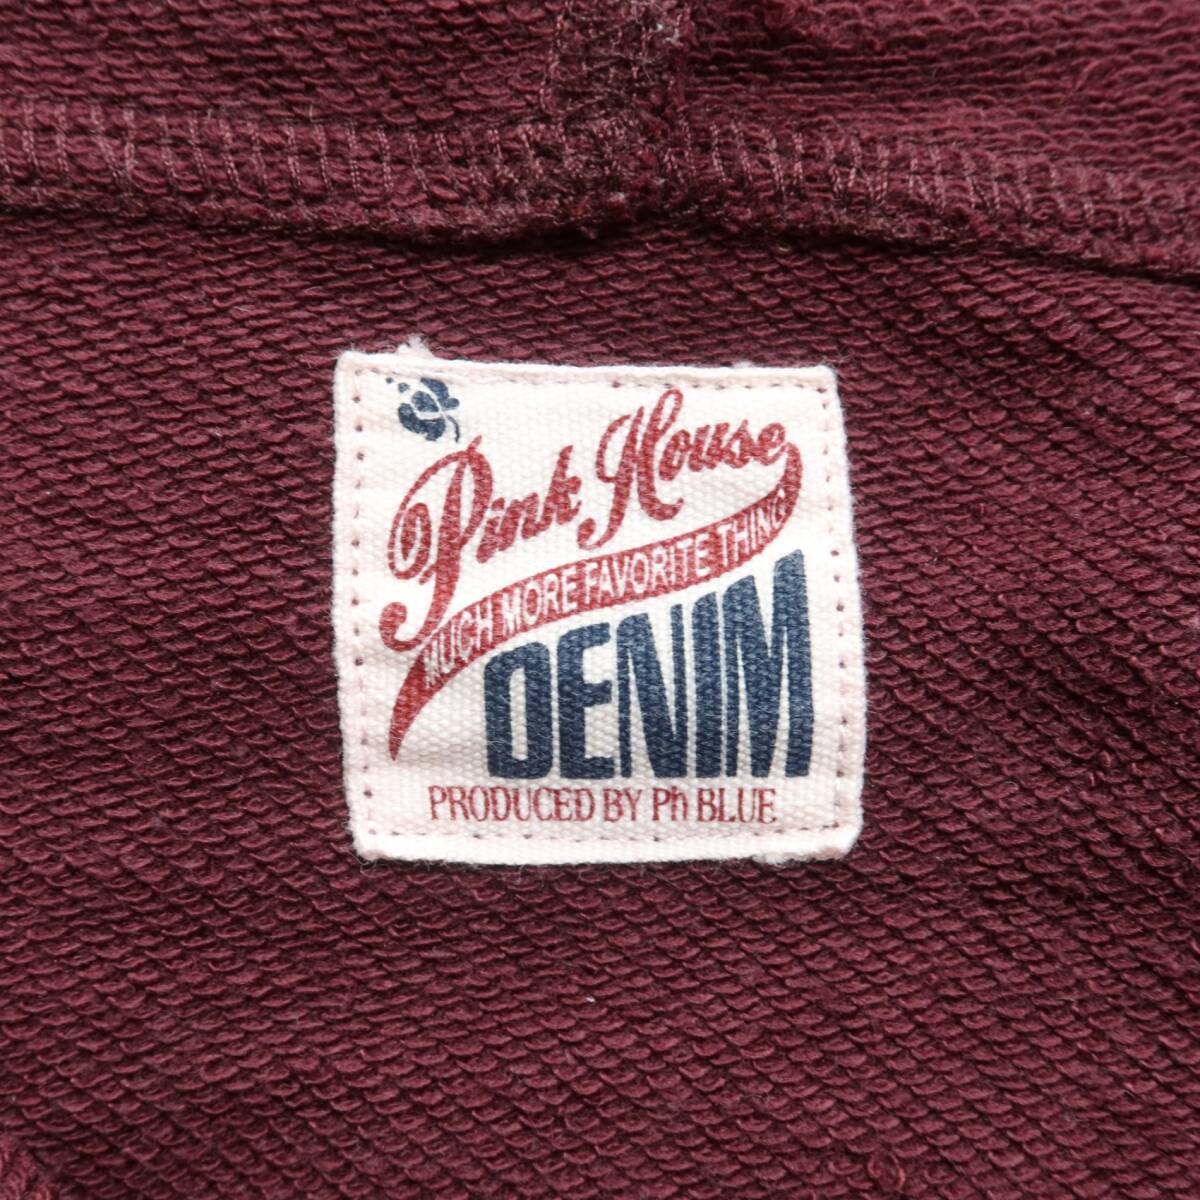 Pink House
MUCH MORE FAVORITE THING
DENIM
PRODUCED BY Ph BLUE